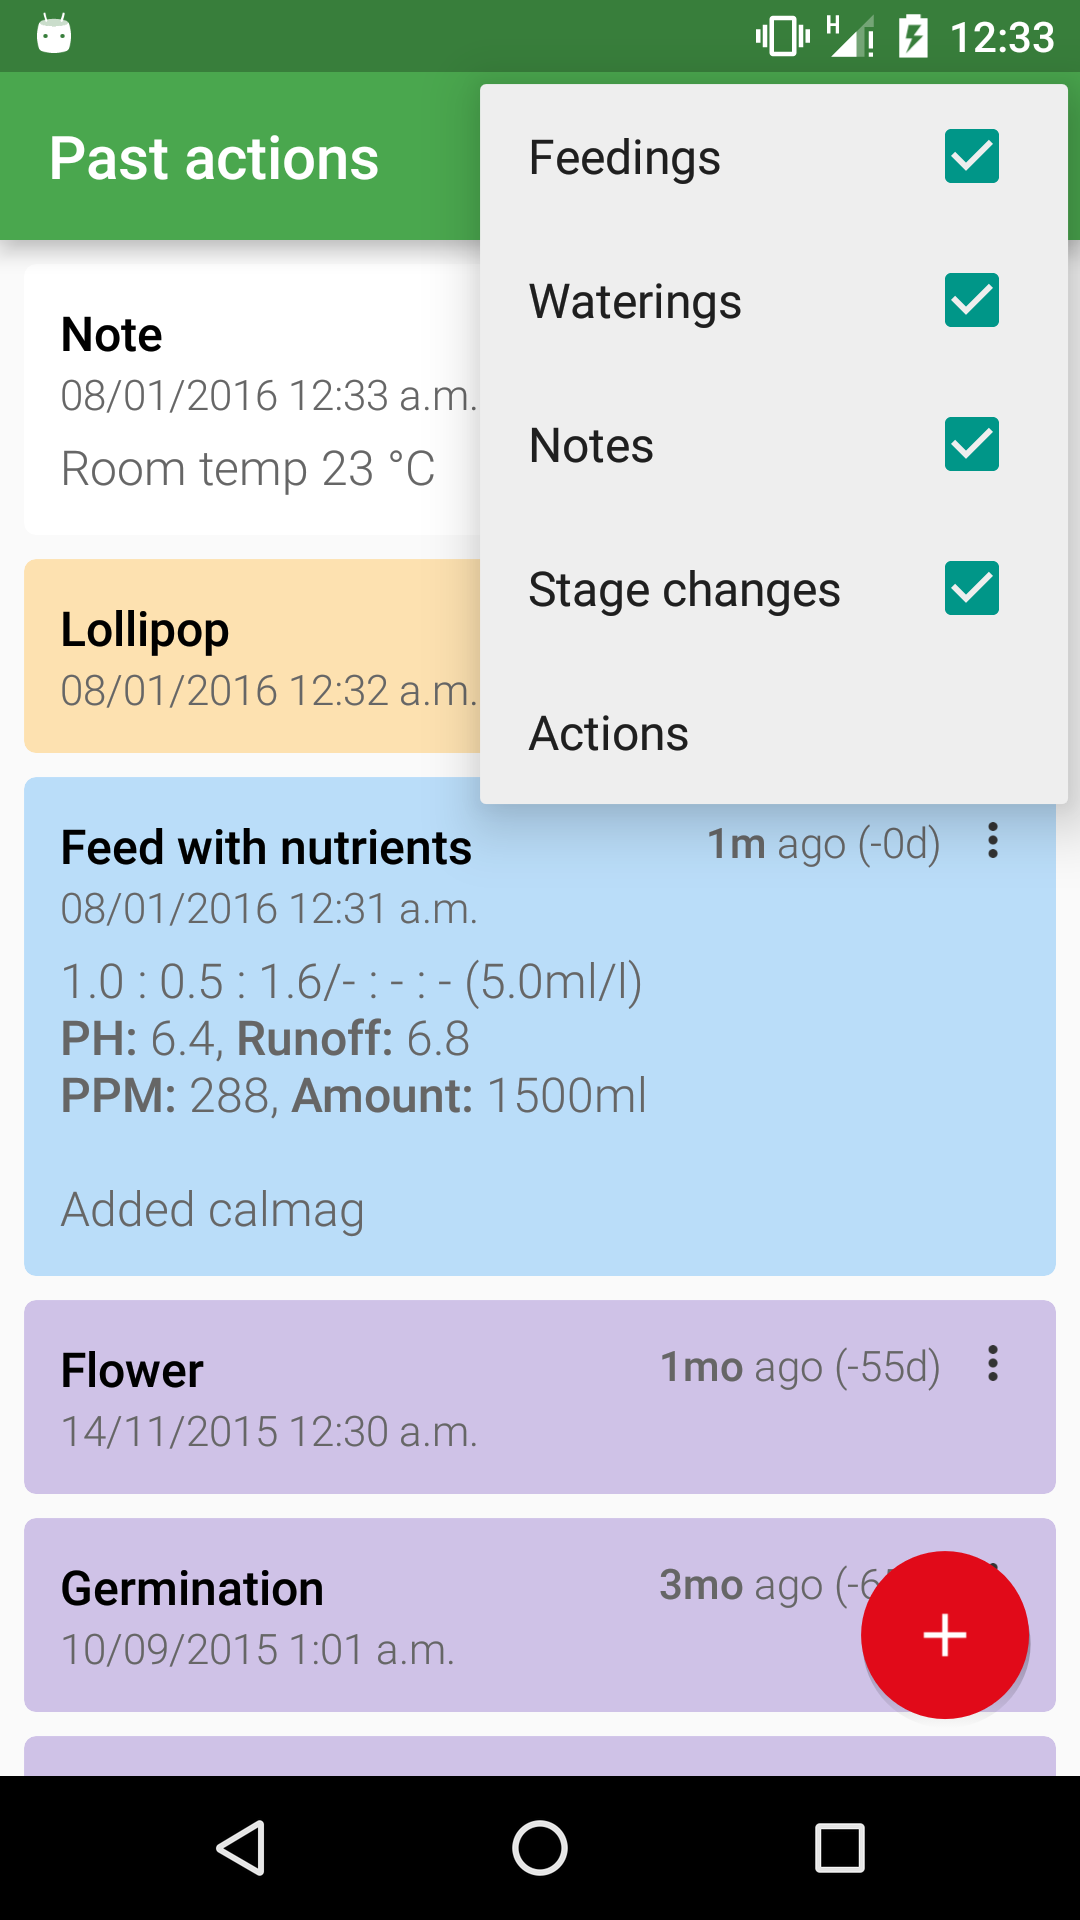 H
12:33
Past actions
Feedings
Waterings
Notes
Stage changes
Actions
Note
08/01/2016 12:33 a.m.
Room temp 23 °C
Lollipop
08/01/2016 12:32 a.m.
Feed with nutrients
1m ago (-0d)
08/01/2016 12:31 a.m.
1.0 : 0.5 : 1.6/- : - : - (5.0ml/l)
PH: 6.4, Runoff: 6.8
PPM: 288, Amount: 1500ml
Added calmag
Flower
1mo ago (-55d)
14/11/2015 12:30 a.m.
Germination
3mo ago
10/09/2015 1:01 a.m.